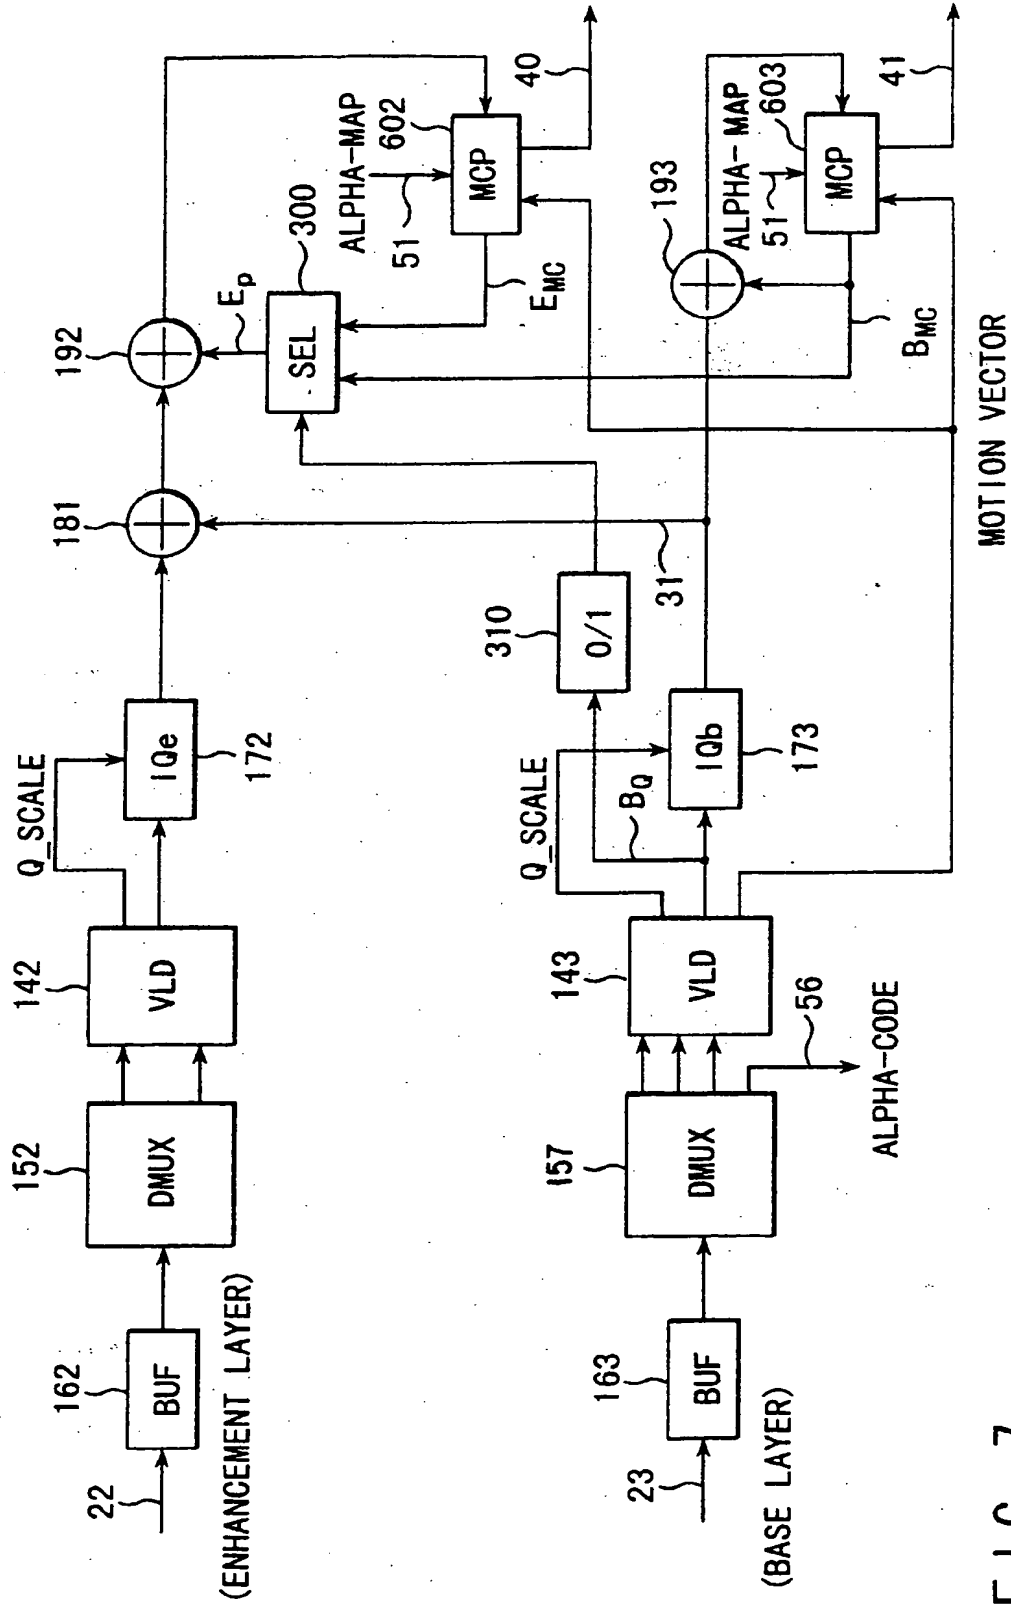 22
162
BUF
(ENHANCEMENT LAYER)
152
DMUX
142
VLD
Q_SCALE
IQe
172
181
192
Ep
300
SEL
ALPHA-MAP
51
602
MCP
EMC
40
23
163
BUF
(BASE LAYER)
157
DMUX
56
ALPHA-CODE
143
VLD
Q_SCALE
BQ
IQb
173
310
0/1
31
193
ALPHA-MAP
51
603
MCP
BMC
41
MOTION VECTOR
FIG. 7